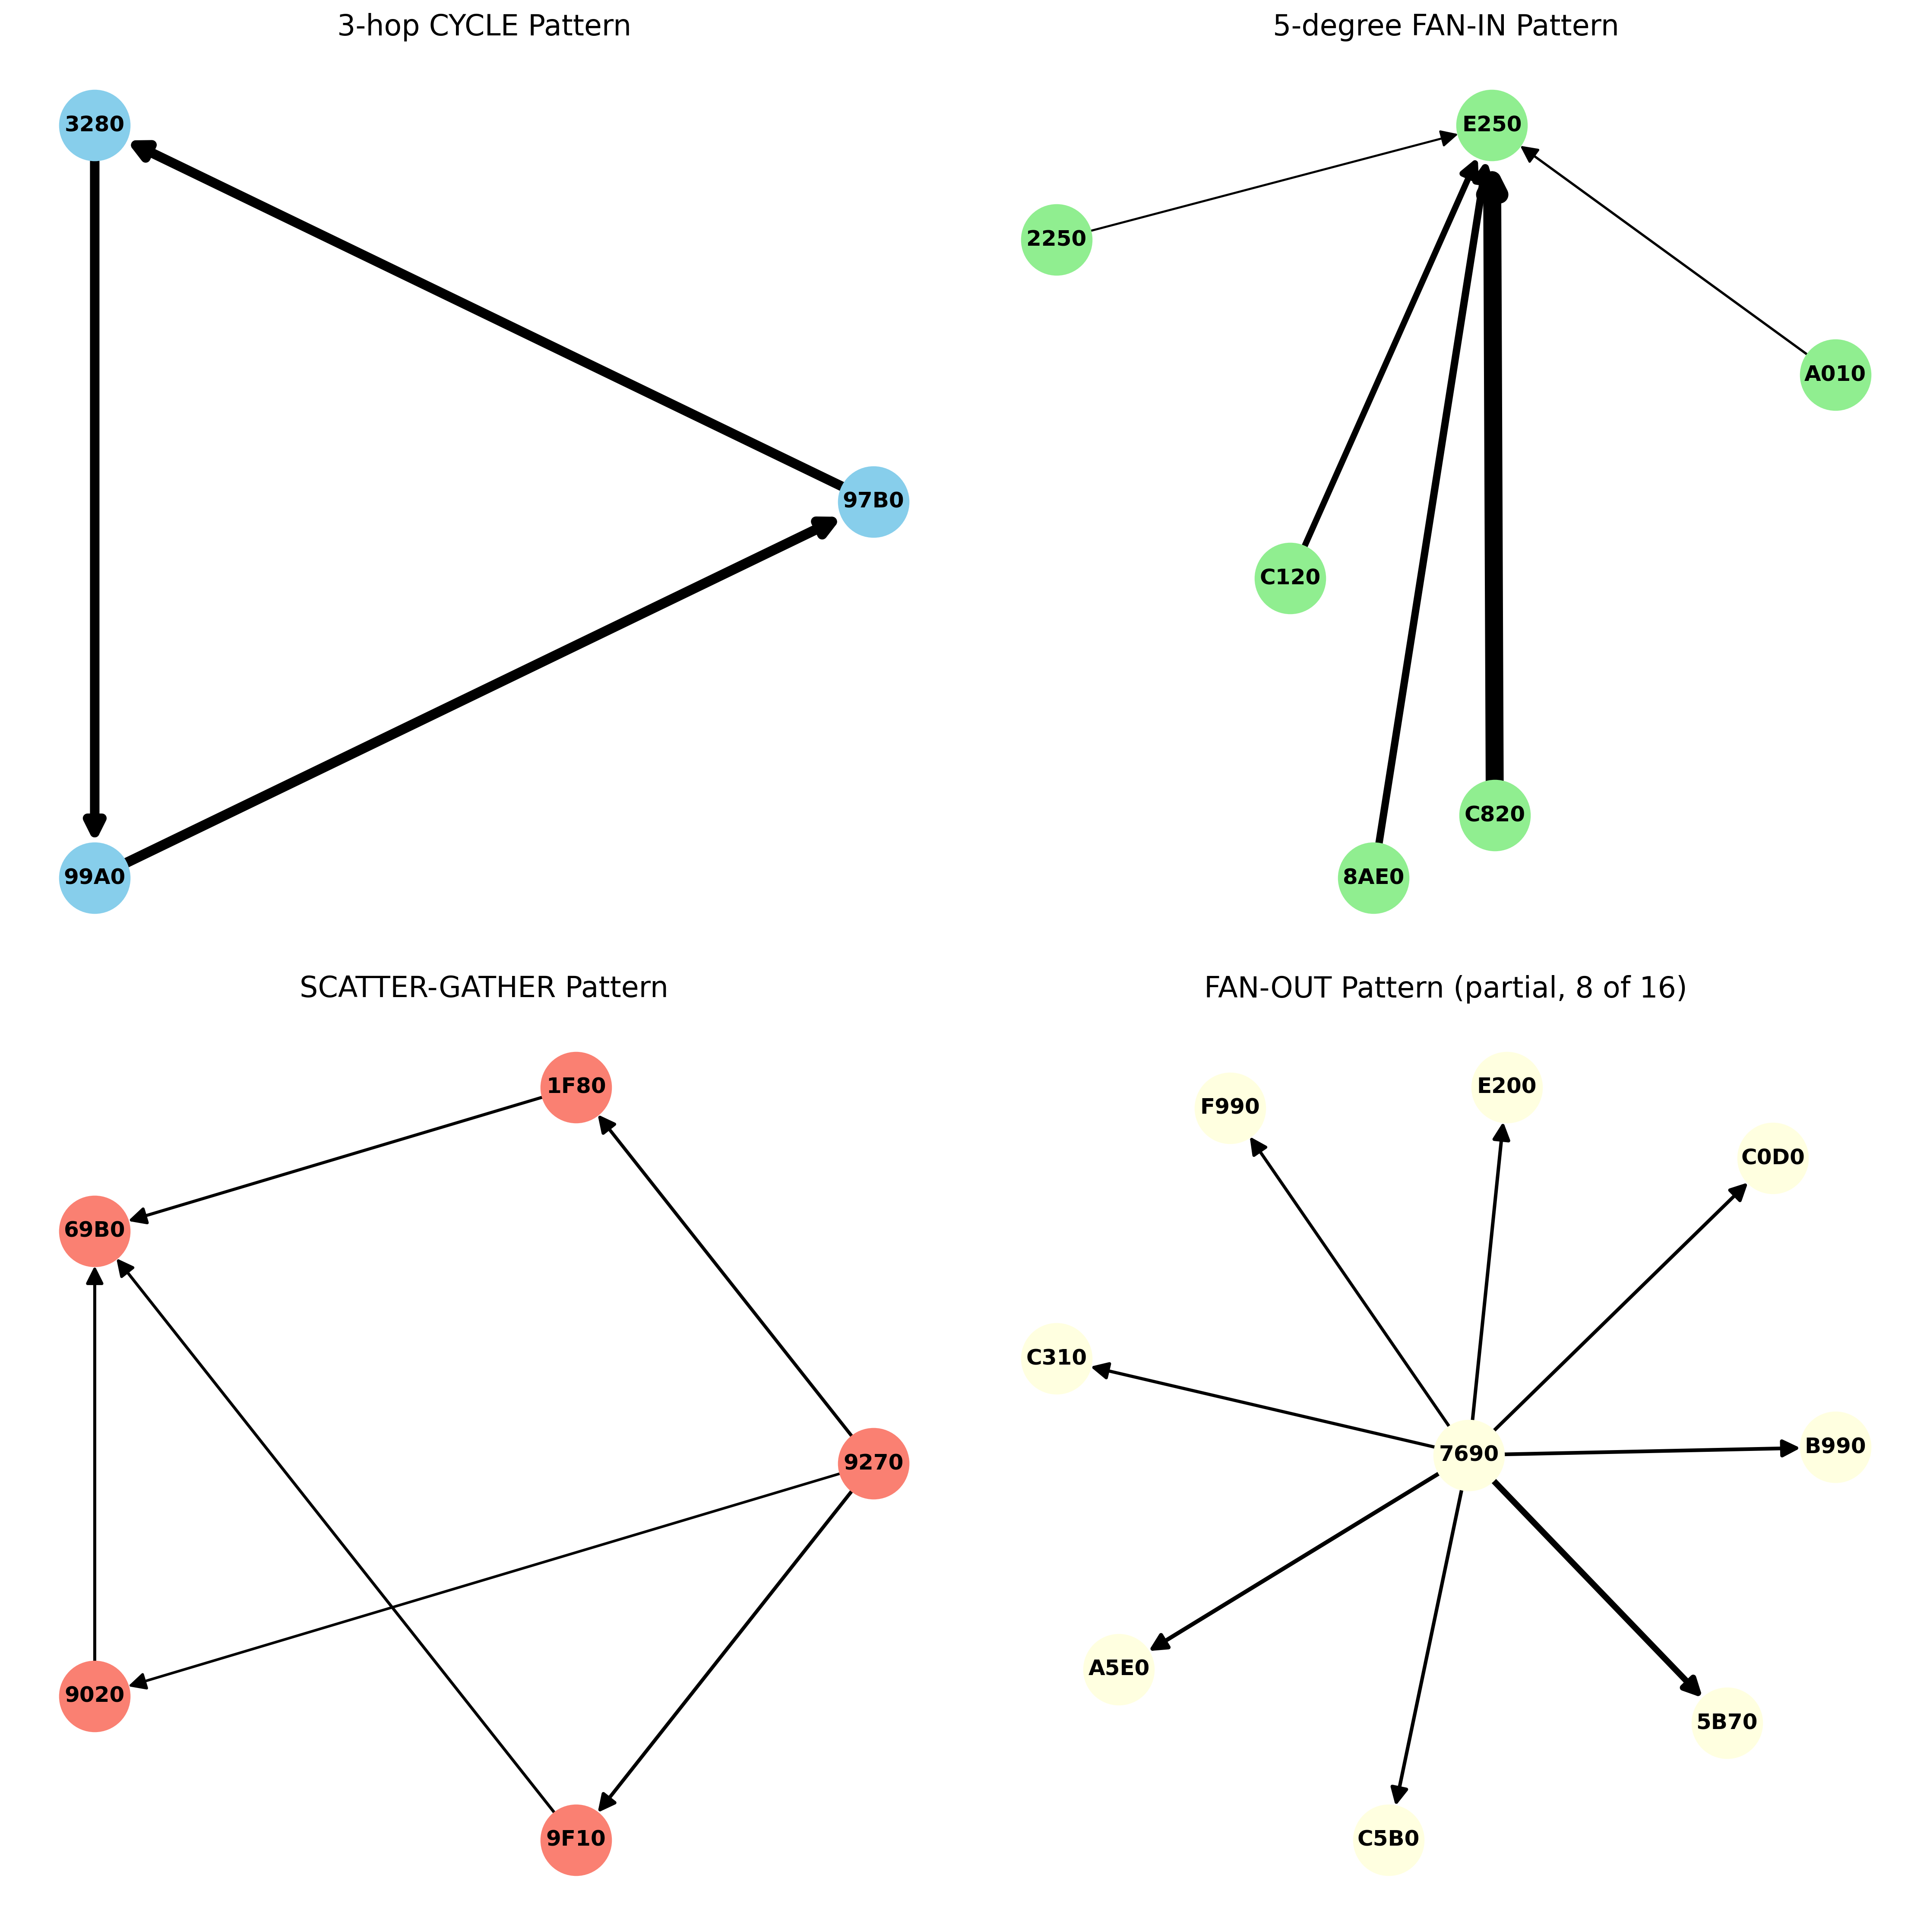 3-hop CYCLE Pattern
3280
97B0
99A0
5-degree FAN-IN Pattern
E250
2250
A010
C120
C820
8AE0
SCATTER-GATHER Pattern
1F80
69B0
9270
9020
9F10
FAN-OUT Pattern (partial, 8 of 16)
E200
F990
C0D0
C310
B990
7690
A5E0
5B70
C5B0